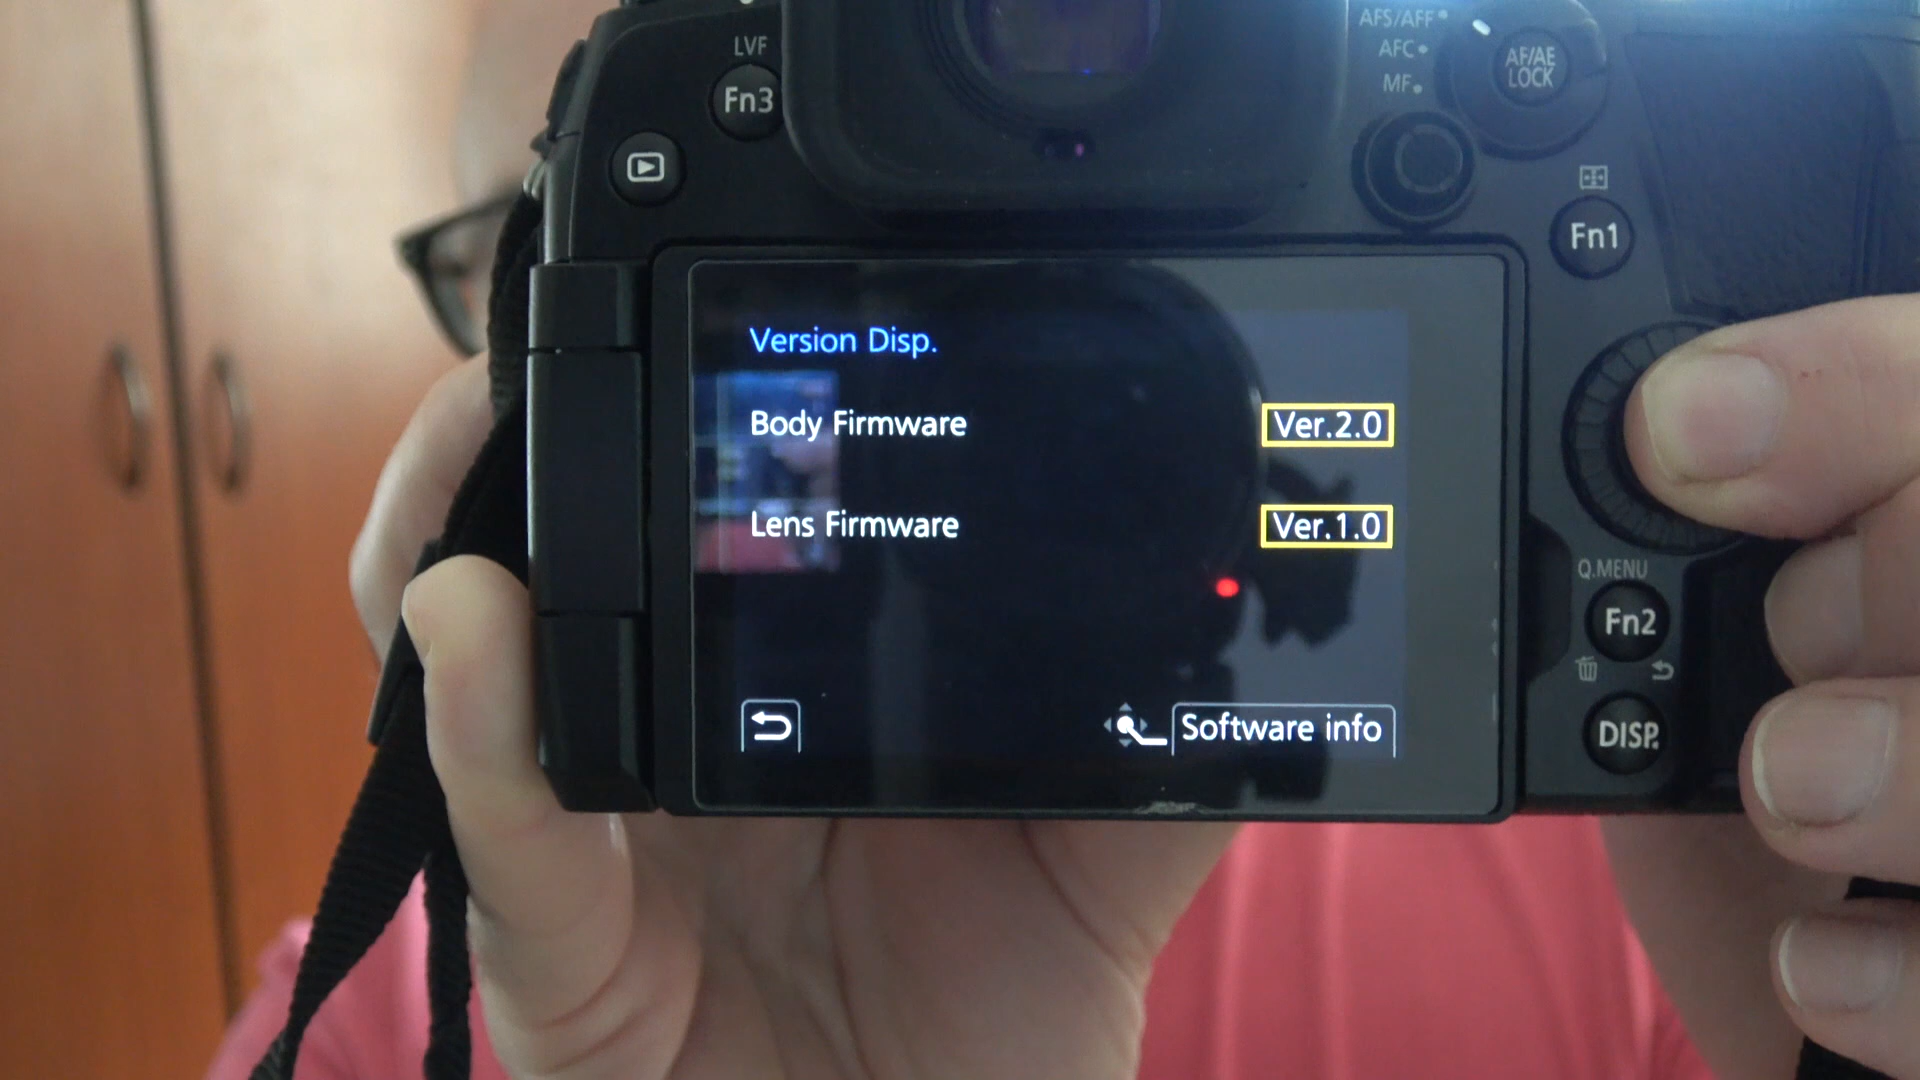 LVF
Fn3
AFS/AFF
AFC
MF
AF/AE
LOCK
Fn1
Version Disp.
Body Firmware Ver.2.0
Lens Firmware Ver.1.0
Software info
Q.MENU
Fn2
DISP.